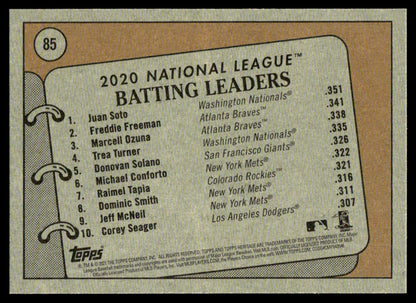 85
2020 NATIONAL LEAGUE™
BATTING LEADERS
1. Juan Soto Washington Nationals® .351
2. Freddie Freeman Atlanta Braves™ .341
3. Marcell Ozuna Atlanta Braves™ .338
4. Trea Turner Washington Nationals® .335
5. Donovan Solano San Francisco Giants® .326
6. Michael Conforto New York Mets® .322
7. Raimel Tapia Colorado Rockies™ .321
8. Dominic Smith New York Mets® .316
9. Jeff McNeil New York Mets® .311
10. Corey Seager Los Angeles Dodgers® .307
Topps